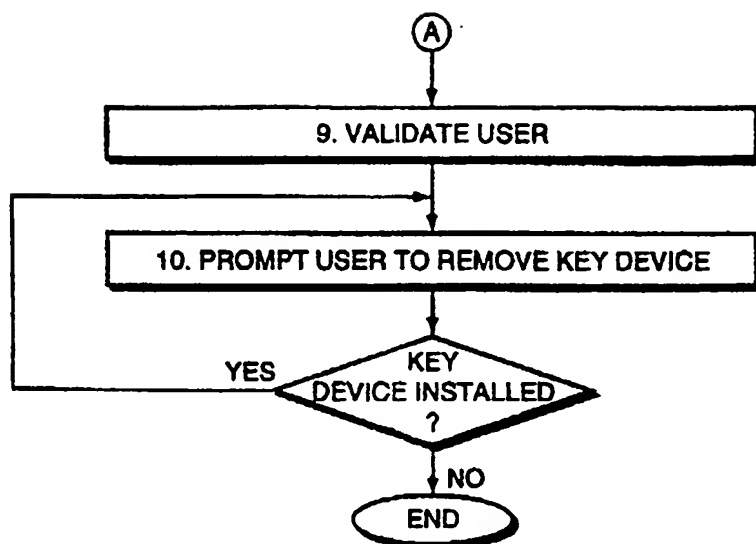 A
9. VALIDATE USER
10. PROMPT USER TO REMOVE KEY DEVICE
YES
KEY
DEVICE INSTALLED
?
NO
END